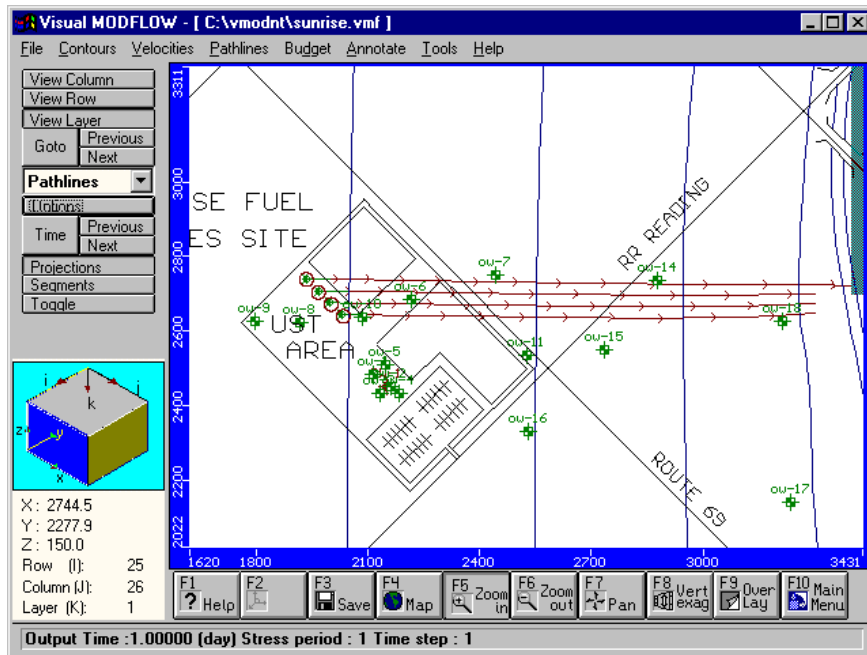 Visual MODFLOW - [ C:\vmodnt\sunrise.vmf ]
File Contours Velocities Pathlines Budget Annotate Tools Help
View Column
View Row
View Layer
Goto
Previous
Next
Pathlines
Options
Time
Previous
Next
Projections
Segments
Toggle
i
j
k
z
y
x
X : 2744.5
Y : 2277.9
Z : 150.0
Row (I): 25
Column (J): 26
Layer (K): 1
3311
3000
2800
2600
2400
2200
2022
SE FUEL
ES SITE
UST
AREA
RR READING
ROUTE 69
ow-7
ow-14
ow-6
ow-9
ow-8
ow-18
ow-11
ow-15
ow-5
ow-16
ow-17
1620 1800 2100 2400 2700 3000 3431
F1 ? Help
F2
F3 Save
F4 Map
F5 Zoom in
F6 Zoom out
F7 Pan
F8 Vert exag
F9 Over Lay
F10 Main Menu
Output Time :1.00000 (day) Stress period : 1 Time step : 1